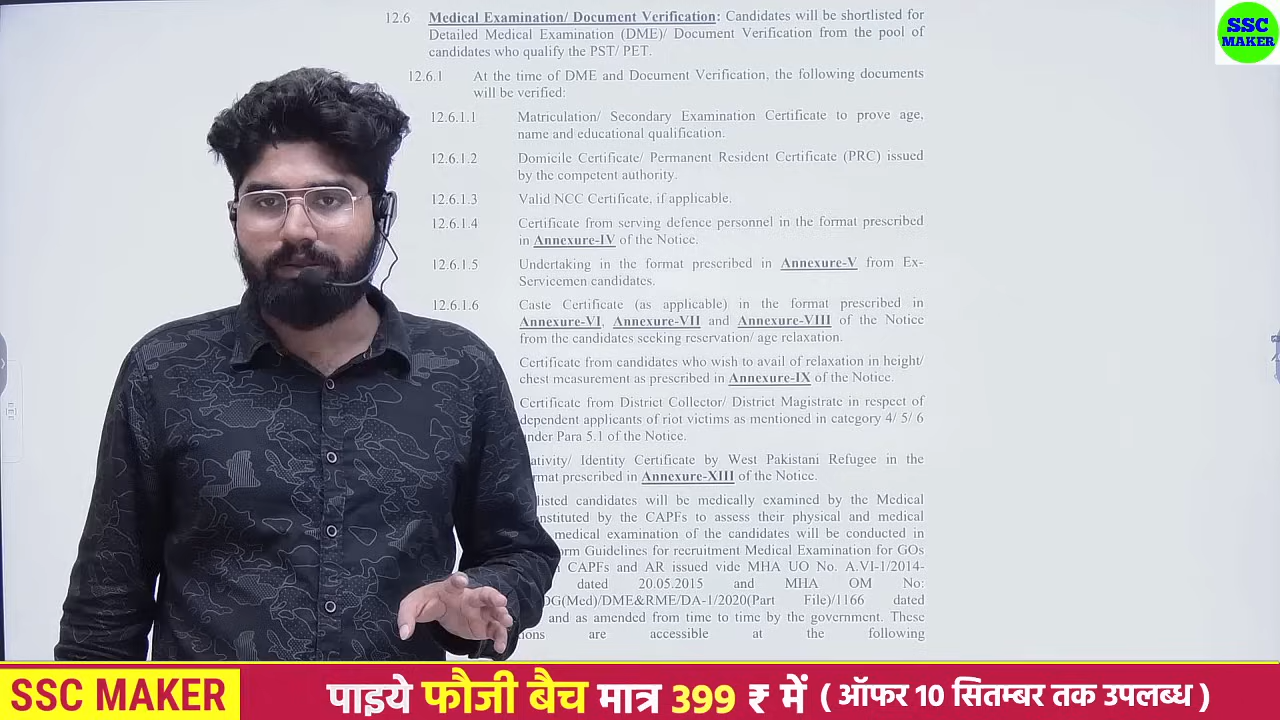 SSC
MAKER
12.6 Medical Examination/ Document Verification: Candidates will be shortlisted for
Detailed Medical Examination (DME)/ Document Verification from the pool of
candidates who qualify the PST/ PET.
12.6.1 At the time of DME and Document Verification, the following documents
will be verified:
12.6.1.1 Matriculation/ Secondary Examination Certificate to prove age,
name and educational qualification.
12.6.1.2 Domicile Certificate/ Permanent Resident Certificate (PRC) issued
by the competent authority.
12.6.1.3 Valid NCC Certificate, if applicable.
12.6.1.4 Certificate from serving defence personnel in the format prescribed
in Annexure-IV of the Notice.
12.6.1.5 Undertaking in the format prescribed in Annexure-V from Ex-
Servicemen candidates.
12.6.1.6 Caste Certificate (as applicable) in the format prescribed in
Annexure-VI, Annexure-VII and Annexure-VIII of the Notice
from the candidates seeking reservation/ age relaxation.
Certificate from candidates who wish to avail of relaxation in height/
chest measurement as prescribed in Annexure-IX of the Notice.
Certificate from District Collector/ District Magistrate in respect of
dependent applicants of riot victims as mentioned in category 4/ 5/ 6
under Para 5.1 of the Notice.
ativity/ Identity Certificate by West Pakistani Refugee in the
rmat prescribed in Annexure-XIII of the Notice.
listed candidates will be medically examined by the Medical
nstituted by the CAPFs to assess their physical and medical
medical examination of the candidates will be conducted in
orm Guidelines for recruitment Medical Examination for GOs
CAPFs and AR issued vide MHA UO No. A.VI-1/2014-
dated 20.05.2015 and MHA OM No:
DG(Med)/DME&RME/DA-1/2020(Part File)/1166 dated
and as amended from time to time by the government. These
ions are accessible at the following
SSC MAKER पाइये फौजी बैच मात्र 399 ₹ में ( ऑफर 10 सितम्बर तक उपलब्ध )